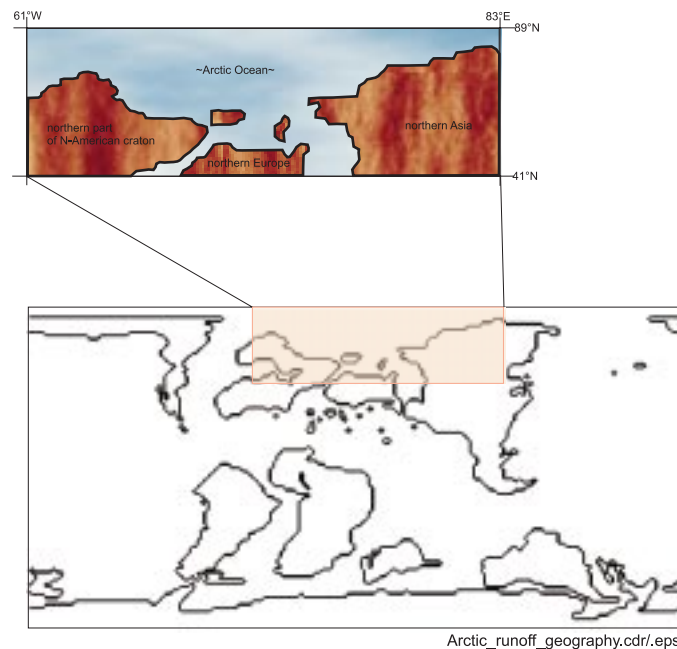 61°W
83°E
89°N
~Arctic Ocean~
northern part
of N-American craton
northern Asia
northern Europe
41°N
Arctic_runoff_geography.cdr/.eps